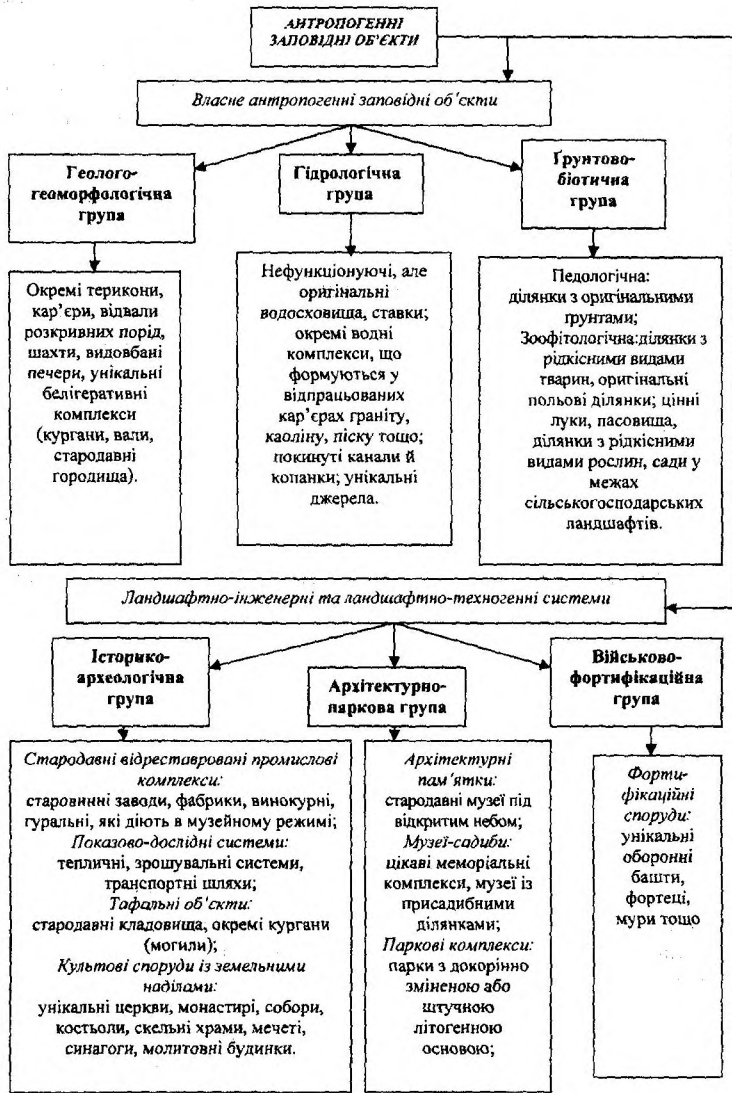 АНТРОПОГЕННІ
ЗАПОВІДНІ ОБ'ЄКТИ
Власне антропогенні заповідні об'єкти
Геолого-
геоморфологічна
група
Гідрологічна
група
Ґрунтово-
біотична
група
Окремі терикони,
кар'єри, відвали
розкривних порід,
шахти, видовбані
печери, унікальні
белігеративні
комплекси
(кургани, вали,
стародавні
городища).
Нефункціонуючі, але
оригінальні
водосховища, ставки;
окремі водні
комплекси, що
формуються у
відпрацьованих
кар'єрах граніту,
каоліну, піску тощо;
покинуті канали й
копанки; унікальні
джерела.
Педологічна:
ділянки з оригінальними
ґрунтами;
Зоофітологічна:ділянки з
рідкісними видами
тварин, оригінальні
польові ділянки; цінні
луки, пасовища,
ділянки з рідкісними
видами рослин, сади у
межах
сільськогосподарських
ландшафтів.
Ландшафтно-інженерні та ландшафтно-техногенні системи
Історико-
археологічна
група
Архітектурно-
паркова група
Військово-
фортифікаційна
група
Стародавні відреставровані промислові
комплекси:
старовинні заводи, фабрики, винокурні,
гуральні, які діють в музейному режимі;
Показово-дослідні системи:
тепличні, зрошувальні системи,
транспортні шляхи;
Тафальні об'єкти:
стародавні кладовища, окремі кургани
(могили);
Культові споруди із земельними
наділами:
унікальні церкви, монастирі, собори,
костьоли, скельні храми, мечеті,
синагоги, молитовні будинки.
Архітектурні
пам'ятки:
стародавні музеї під
відкритим небом;
Музеї-садиби:
цікаві меморіальні
комплекси, музеї із
присадибними
ділянками;
Паркові комплекси:
парки з докорінно
зміненою або
штучною
літогенною
основою;
Форти-
фікаційні
споруди:
унікальні
оборонні
башти,
фортеці,
мури тощо